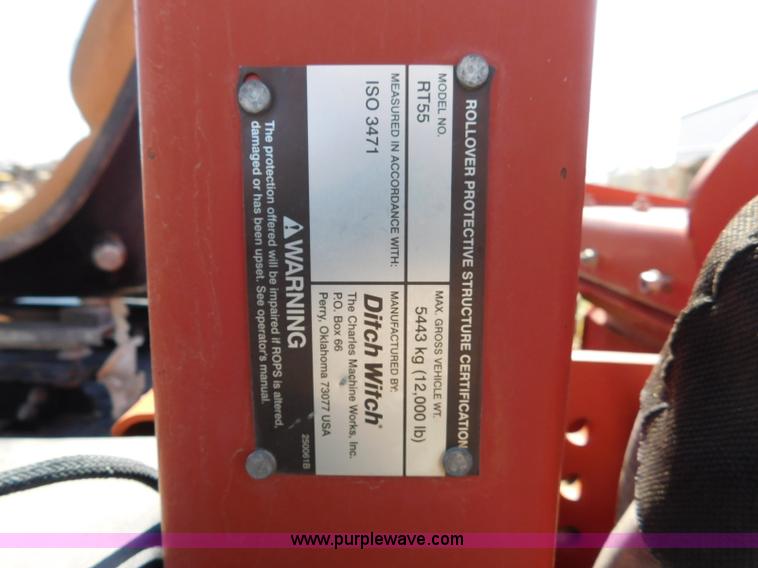 ROLLOVER PROTECTIVE STRUCTURE CERTIFICATION
MODEL NO.
RT55
MAX. GROSS VEHICLE WT.
5443 kg (12,000 lb)
MEASURED IN ACCORDANCE WITH:
ISO 3471
MANUFACTURED BY:
Ditch Witch®
The Charles Machine Works, Inc.
P.O. Box 66
Perry, Oklahoma 73077 USA
WARNING
The protection offered will be impaired if ROPS is altered,
damaged or has been upset. See operator's manual.
250061B
www.purplewave.com